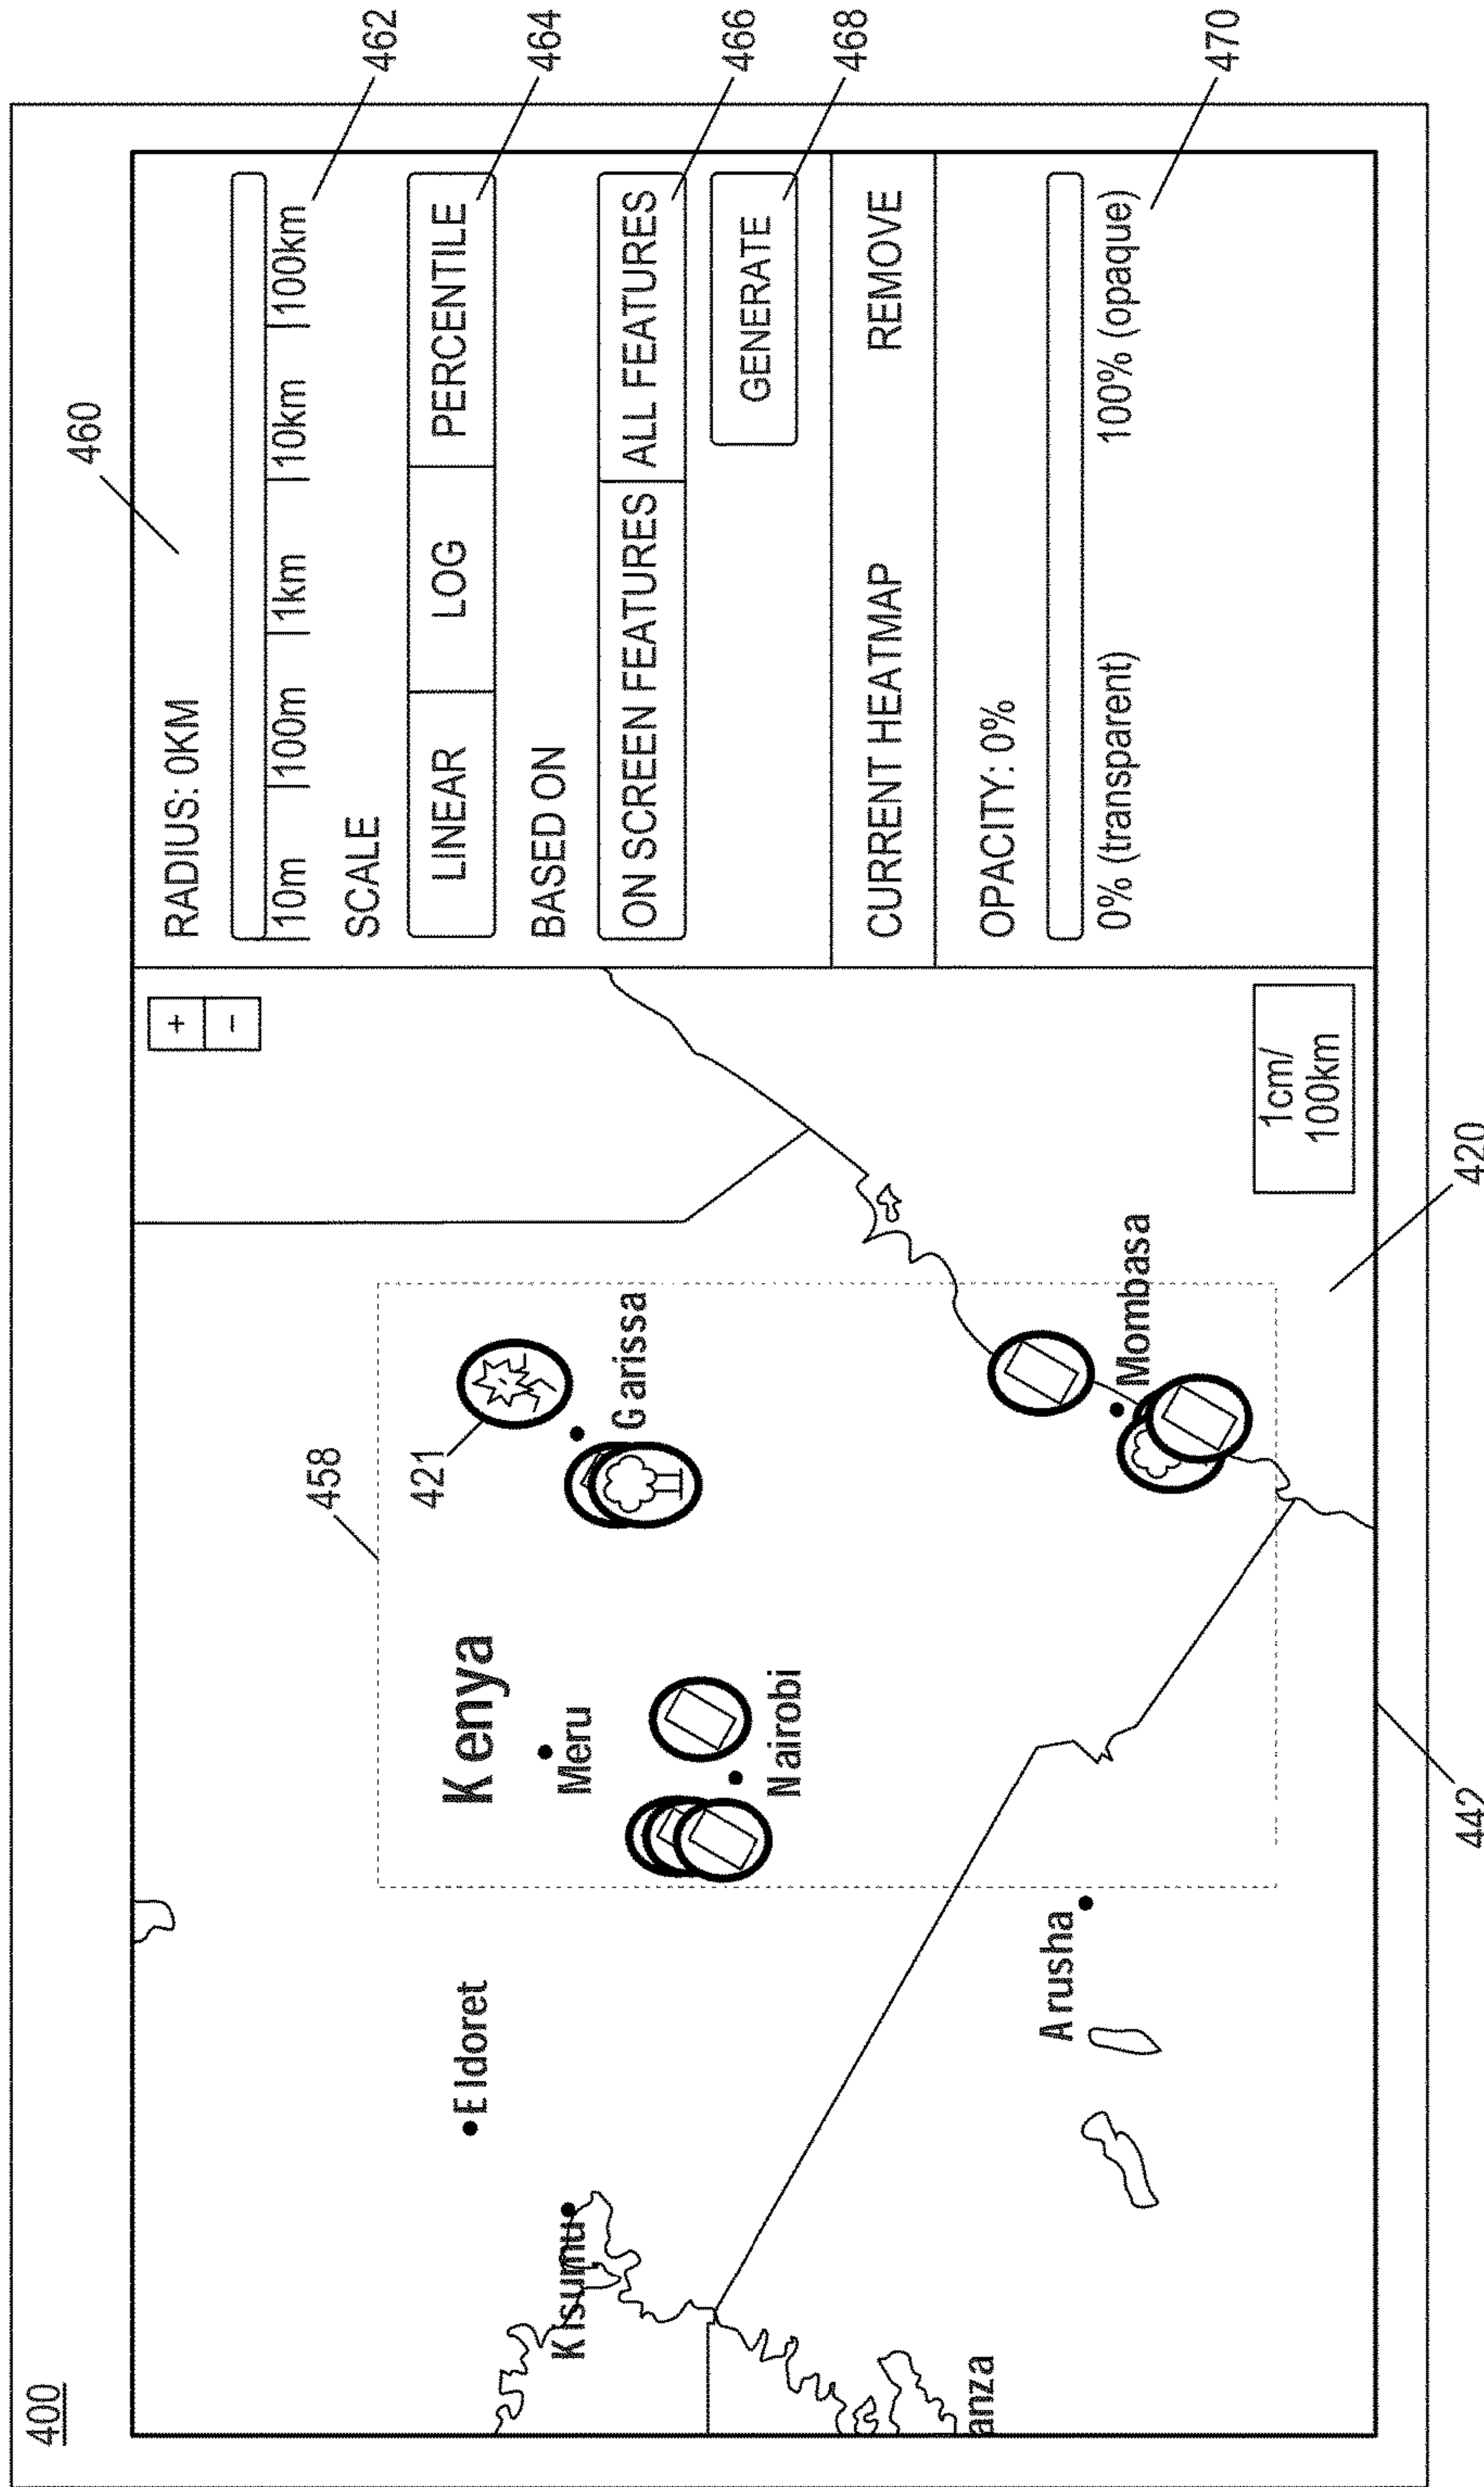 400
460
RADIUS: 0KM
10m |100m |1km |10km |100km
462
SCALE
LINEAR LOG PERCENTILE
464
BASED ON
ON SCREEN FEATURES ALL FEATURES
466
GENERATE
468
CURRENT HEATMAP REMOVE
OPACITY: 0%
0% (transparent) 100% (opaque)
470
+
-
458
421
Kenya
Eldoret
Meru
Garissa
Kisumu
Nairobi
Mombasa
Arusha
anza
1cm/
100km
420
442